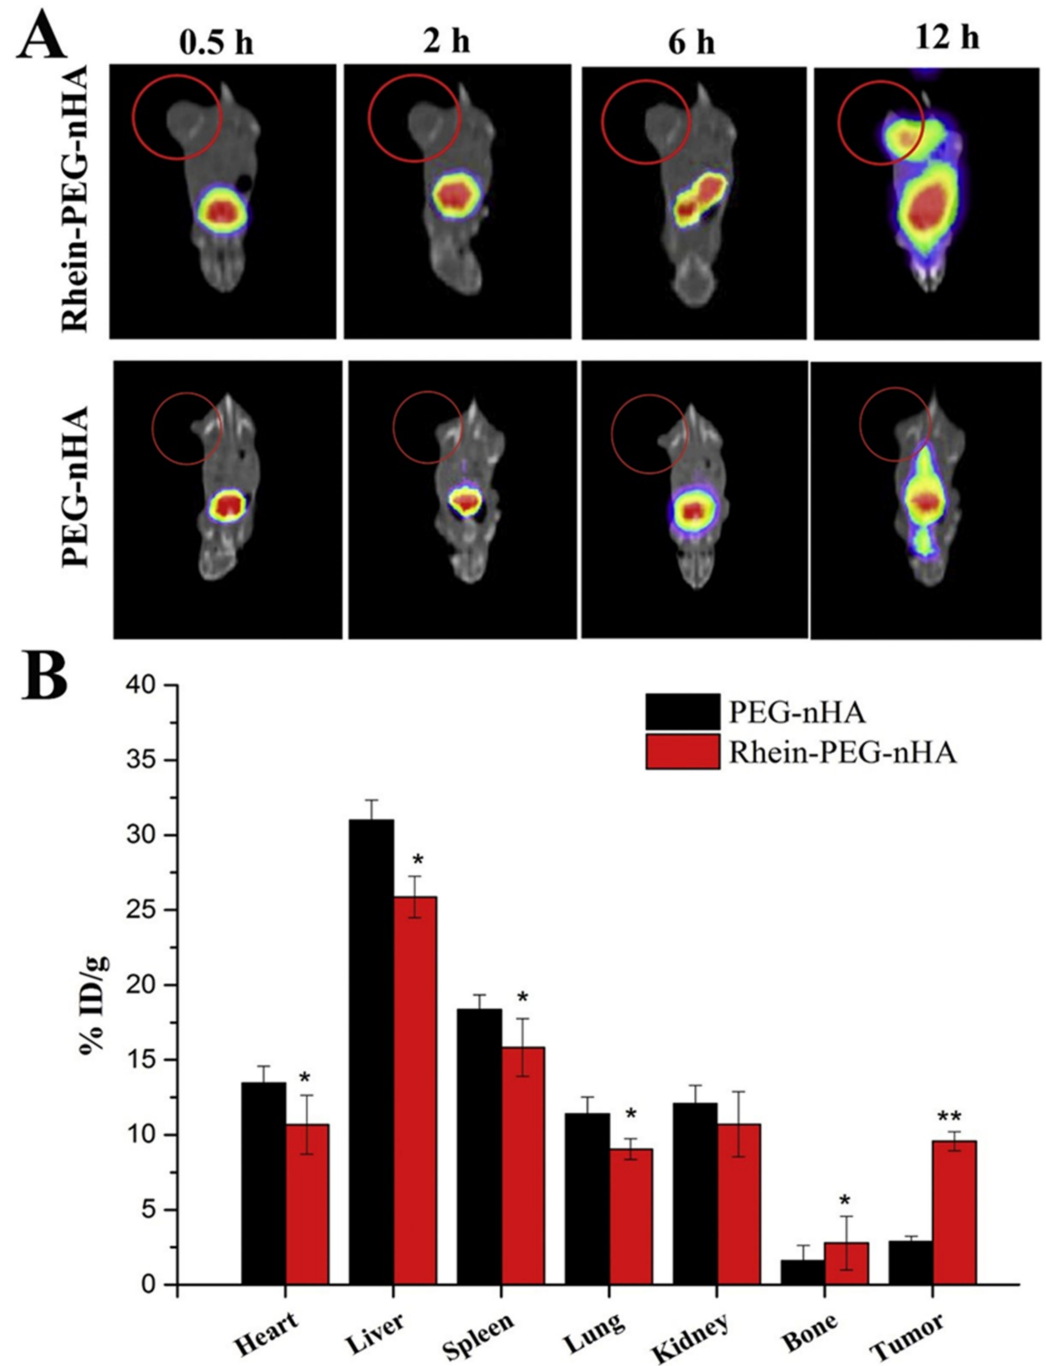 A
0.5 h
2 h
6 h
12 h
Rhein-PEG-nHA
PEG-nHA
B
PEG-nHA
Rhein-PEG-nHA
% ID/g
40
35
30
25
20
15
10
5
0
*
*
*
*
*
**
Heart
Liver
Spleen
Lung
Kidney
Bone
Tumor